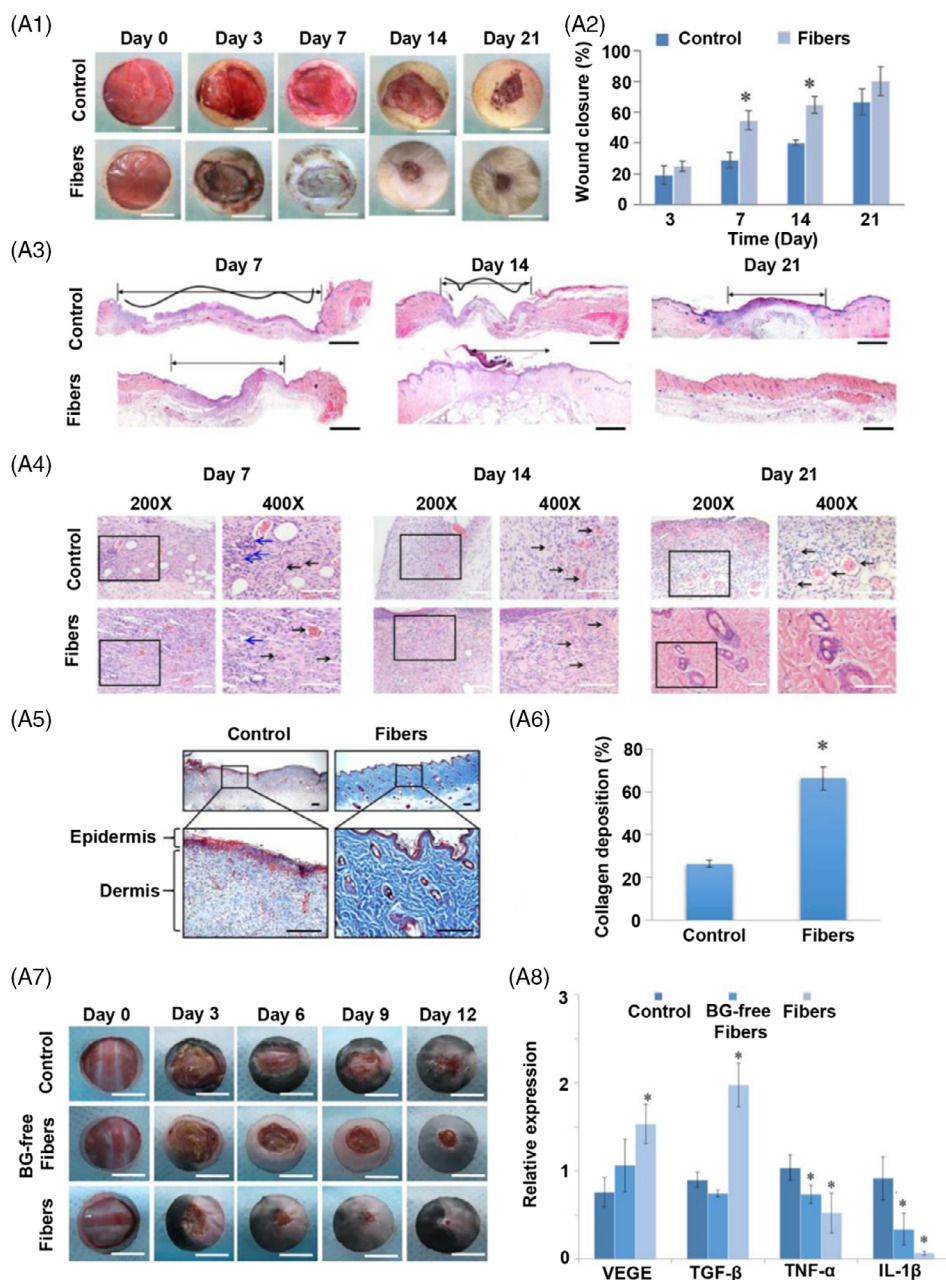 (A1)
Day 0 Day 3 Day 7 Day 14 Day 21
Control
Fibers
(A2)
Control Fibers
Wound closure (%)
100
80
60
40
20
0
* *
3 7 14 21
Time (Day)
(A3)
Day 7 Day 14 Day 21
Control
Fibers
(A4)
Day 7 Day 14 Day 21
200X 400X 200X 400X 200X 400X
Control
Fibers
(A5)
Control Fibers
Epidermis
Dermis
(A6)
Collagen deposition (%)
80
60
40
20
0
*
Control Fibers
(A7)
Day 0 Day 3 Day 6 Day 9 Day 12
Control
BG-free
Fibers
Fibers
(A8)
Control BG-free Fibers
Fibers
Relative expression
3
2
1
0
* * * * * *
VEGE TGF-β TNF-α IL-1β